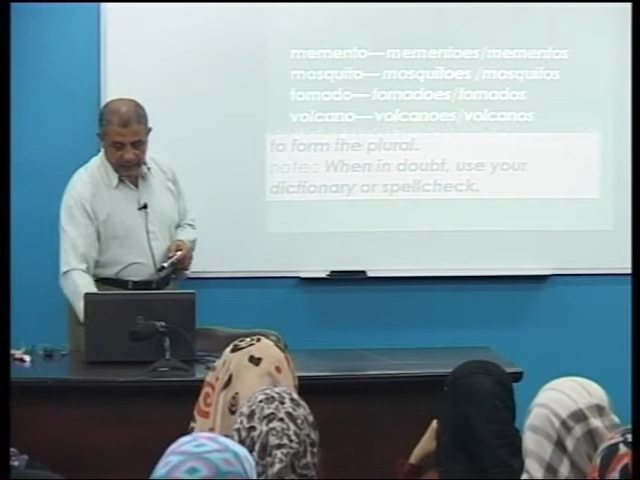 memento—mementoes/mementos
mosquito—mosquitoes /mosquitos
tornado—tornadoes/tornados
volcano—volcanoes/volcanos
to form the plural.
note: When in doubt, use your
dictionary or spellcheck.